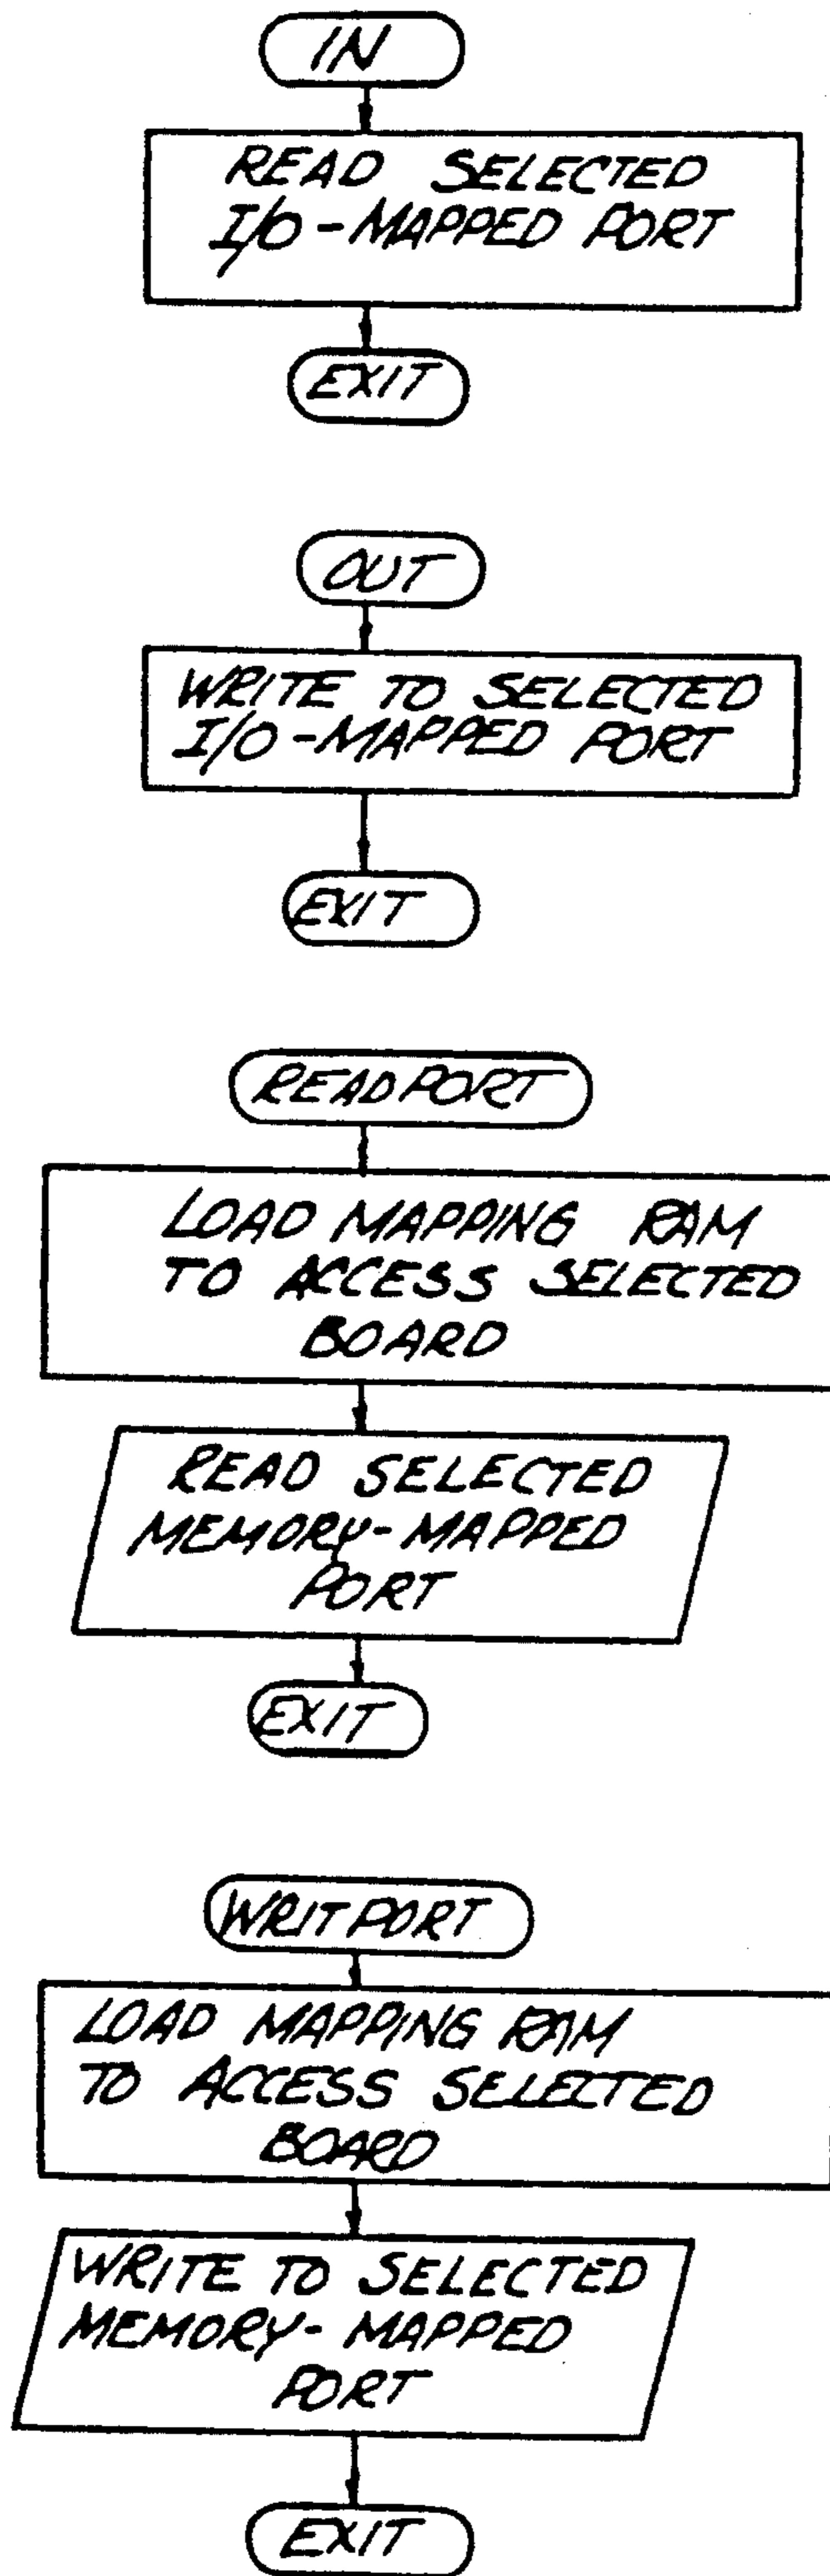 IN
READ SELECTED
I/O-MAPPED PORT
EXIT
OUT
WRITE TO SELECTED
I/O-MAPPED PORT
EXIT
READPORT
LOAD MAPPING RAM
TO ACCESS SELECTED
BOARD
READ SELECTED
MEMORY-MAPPED
PORT
EXIT
WRITPORT
LOAD MAPPING RAM
TO ACCESS SELECTED
BOARD
WRITE TO SELECTED
MEMORY-MAPPED
PORT
EXIT